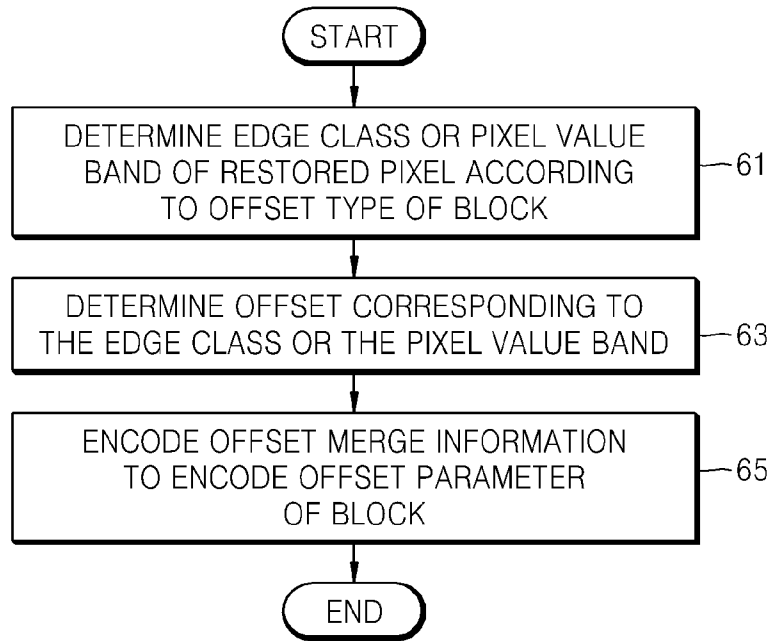 START
DETERMINE EDGE CLASS OR PIXEL VALUE
BAND OF RESTORED PIXEL ACCORDING
TO OFFSET TYPE OF BLOCK
61
DETERMINE OFFSET CORRESPONDING TO
THE EDGE CLASS OR THE PIXEL VALUE BAND
63
ENCODE OFFSET MERGE INFORMATION
TO ENCODE OFFSET PARAMETER
OF BLOCK
65
END